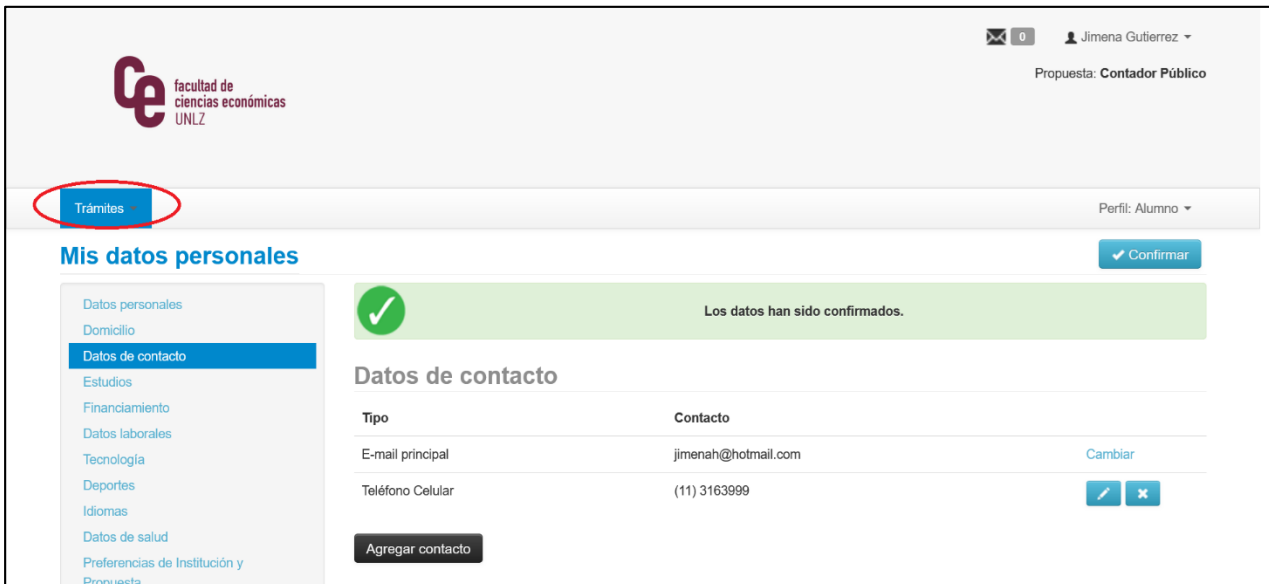 0 Jimena Gutierrez
Propuesta: Contador Público
Ce
facultad de
ciencias económicas
UNLZ
Trámites
Perfil: Alumno
Mis datos personales
Confirmar
Datos personales
Domicilio
Datos de contacto
Estudios
Financiamiento
Datos laborales
Tecnología
Deportes
Idiomas
Datos de salud
Preferencias de Institución y
Propuesta
Los datos han sido confirmados.
Datos de contacto
Tipo Contacto
E-mail principal jimenah@hotmail.com Cambiar
Teléfono Celular (11) 3163999
Agregar contacto